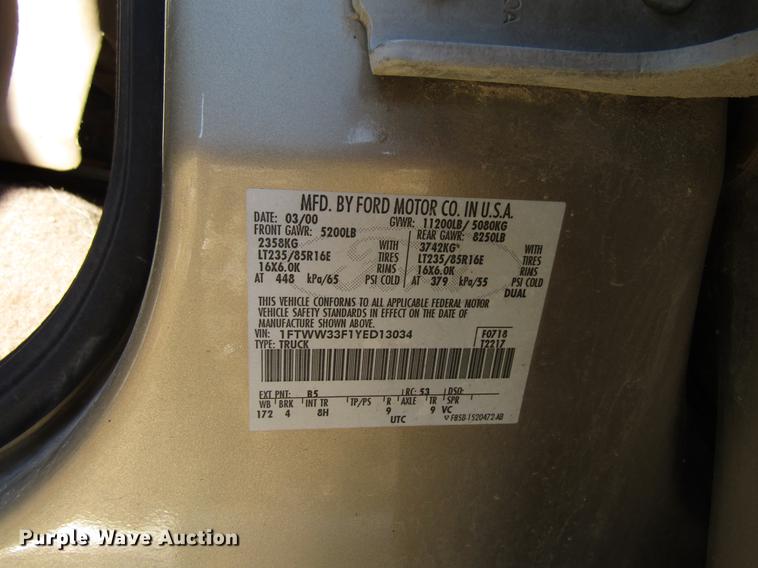 QA
MFD. BY FORD MOTOR CO. IN U.S.A.
DATE: 03/00 GVWR: 11200LB/ 5080KG
FRONT GAWR: 5200LB REAR GAWR: 8250LB
2358KG WITH 3742KG* WITH
LT235/85R16E TIRES LT235/85R16E TIRES
16X6.0K RIMS 16X6.0K RIMS
AT 448 kPa/65 PSI COLD AT 379 kPa/55 PSI COLD
DUAL
THIS VEHICLE CONFORMS TO ALL APPLICABLE FEDERAL MOTOR
VEHICLE SAFETY STANDARDS IN EFFECT ON THE DATE OF
MANUFACTURE SHOWN ABOVE.
VIN: 1FTWW33F1YED13034 F0718
TYPE: TRUCK T2217
EXT PNT: B5 RC: 53 DSO:
WB BRK INT TR TP/PS R AXLE TR SPR
172 4 8H 9 9 VC
UTC F85B-1520472-AB
Purple Wave Auction